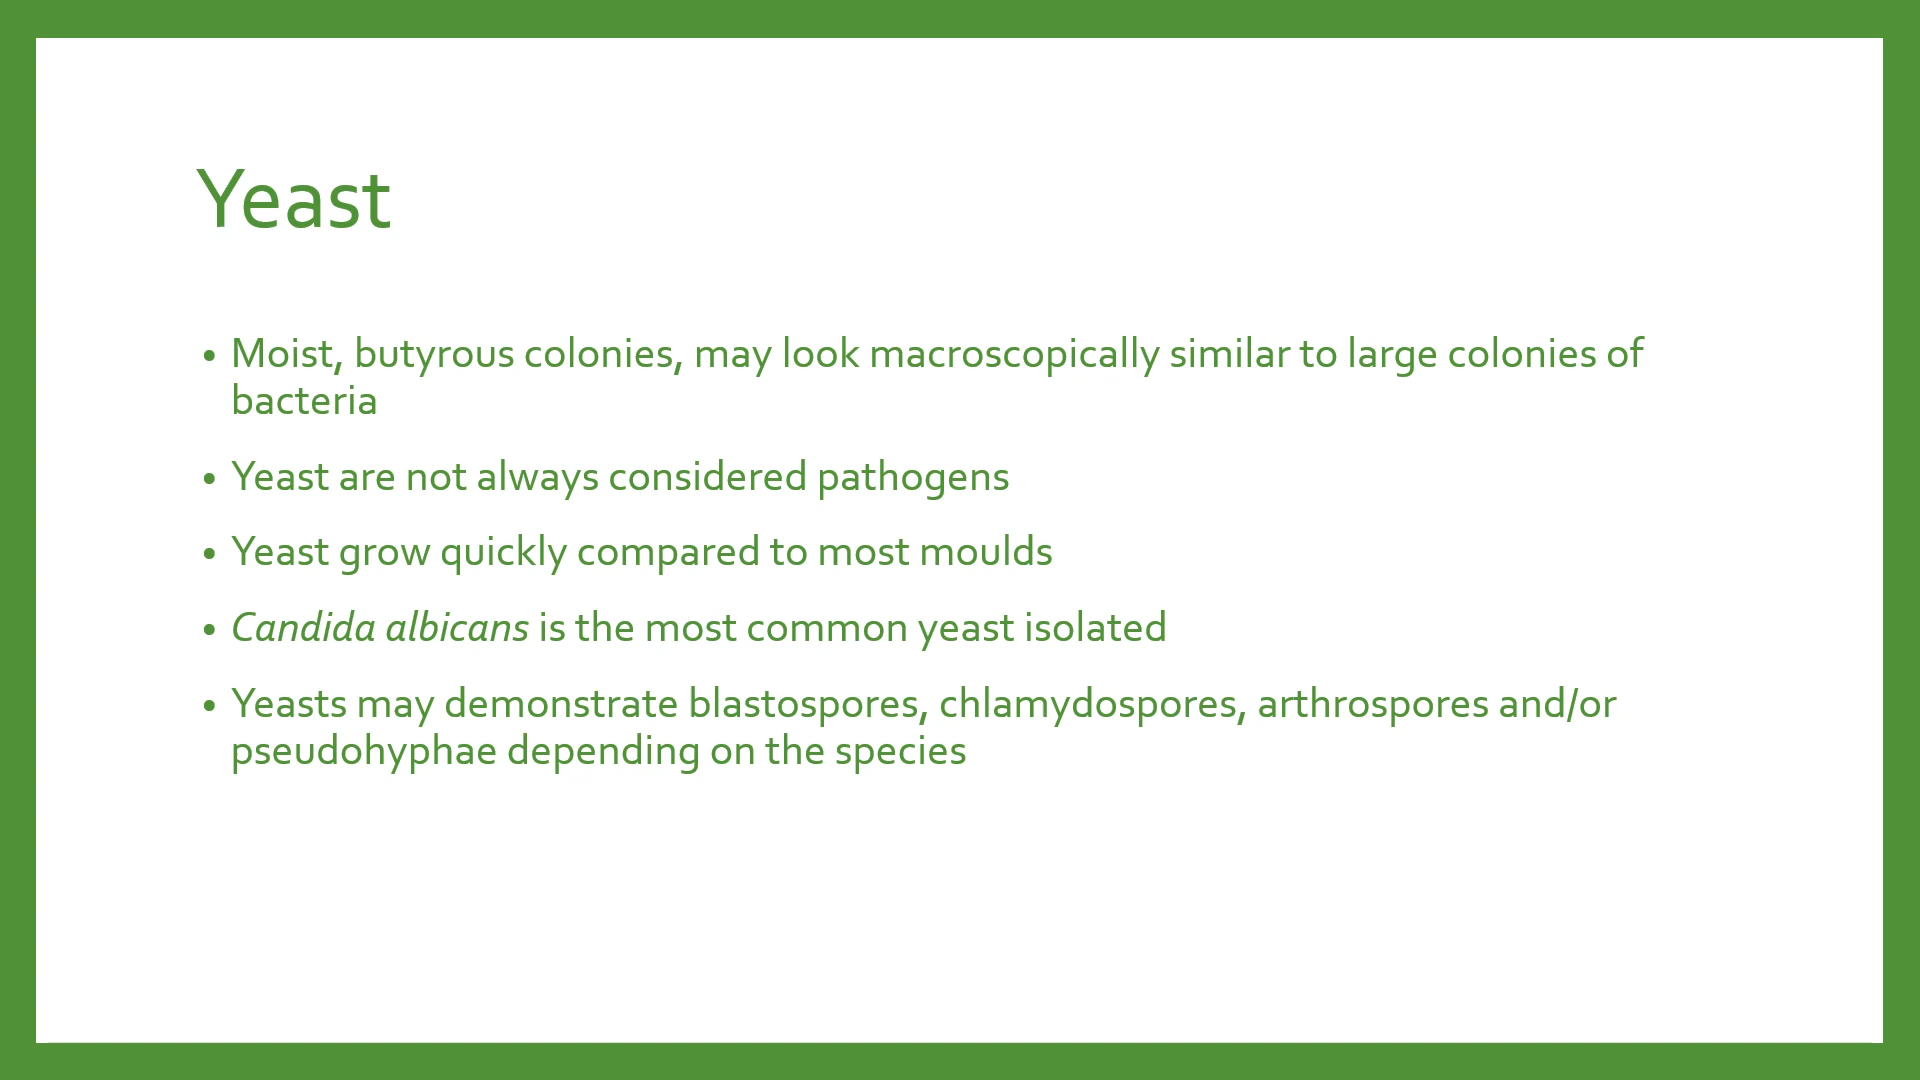 Yeast
• Moist, butyrous colonies, may look macroscopically similar to large colonies of
bacteria
• Yeast are not always considered pathogens
• Yeast grow quickly compared to most moulds
• Candida albicans is the most common yeast isolated
• Yeasts may demonstrate blastospores, chlamydospores, arthrospores and/or
pseudohyphae depending on the species